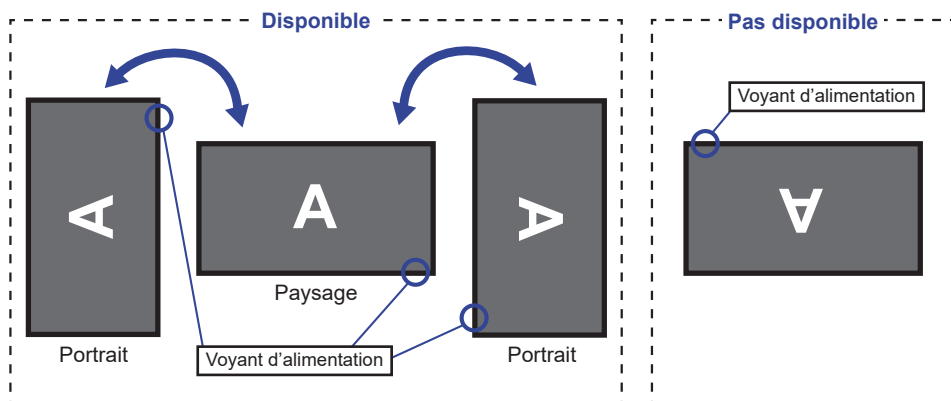 Disponible
Pas disponible
Voyant d'alimentation
A
A
A
A
Paysage
Portrait
Voyant d'alimentation
Portrait